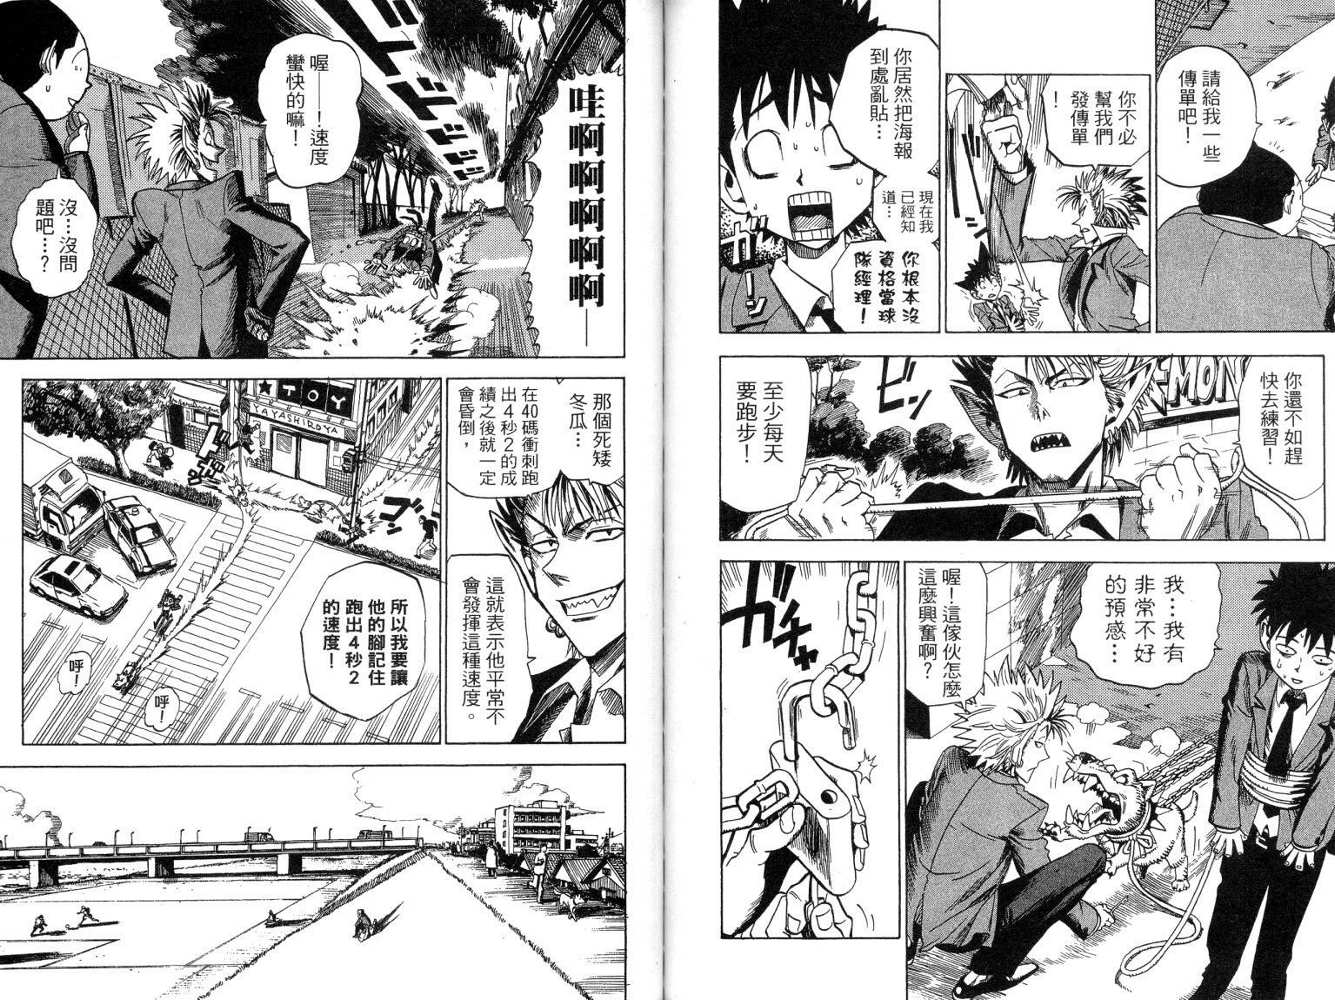 請給我一些
傳單吧！
你不必
幫我們
發傳單
！
你居然把海報
到處亂貼…
現在我
已經知
道…
你根本沒
資格當球
隊經理！
ガーン
你還不如趕
快去練習！
至少每天
要跑步！
我…我有
非常不好
的預感…
喔！這傢伙怎麼
這麼興奮啊？
喔——！速度
蠻快的嘛！
沒…沒問
題吧…？
ドドドド
那個死矮
冬瓜…
在40碼衝刺跑
出4秒2的成
績之後就一定
會昏倒，
這就表示他平常不
會發揮這種速度。
★TOY
YAYASHIROYA
所以我要讓
他的腳記住
跑出4秒2
的速度！
呼！
呼！